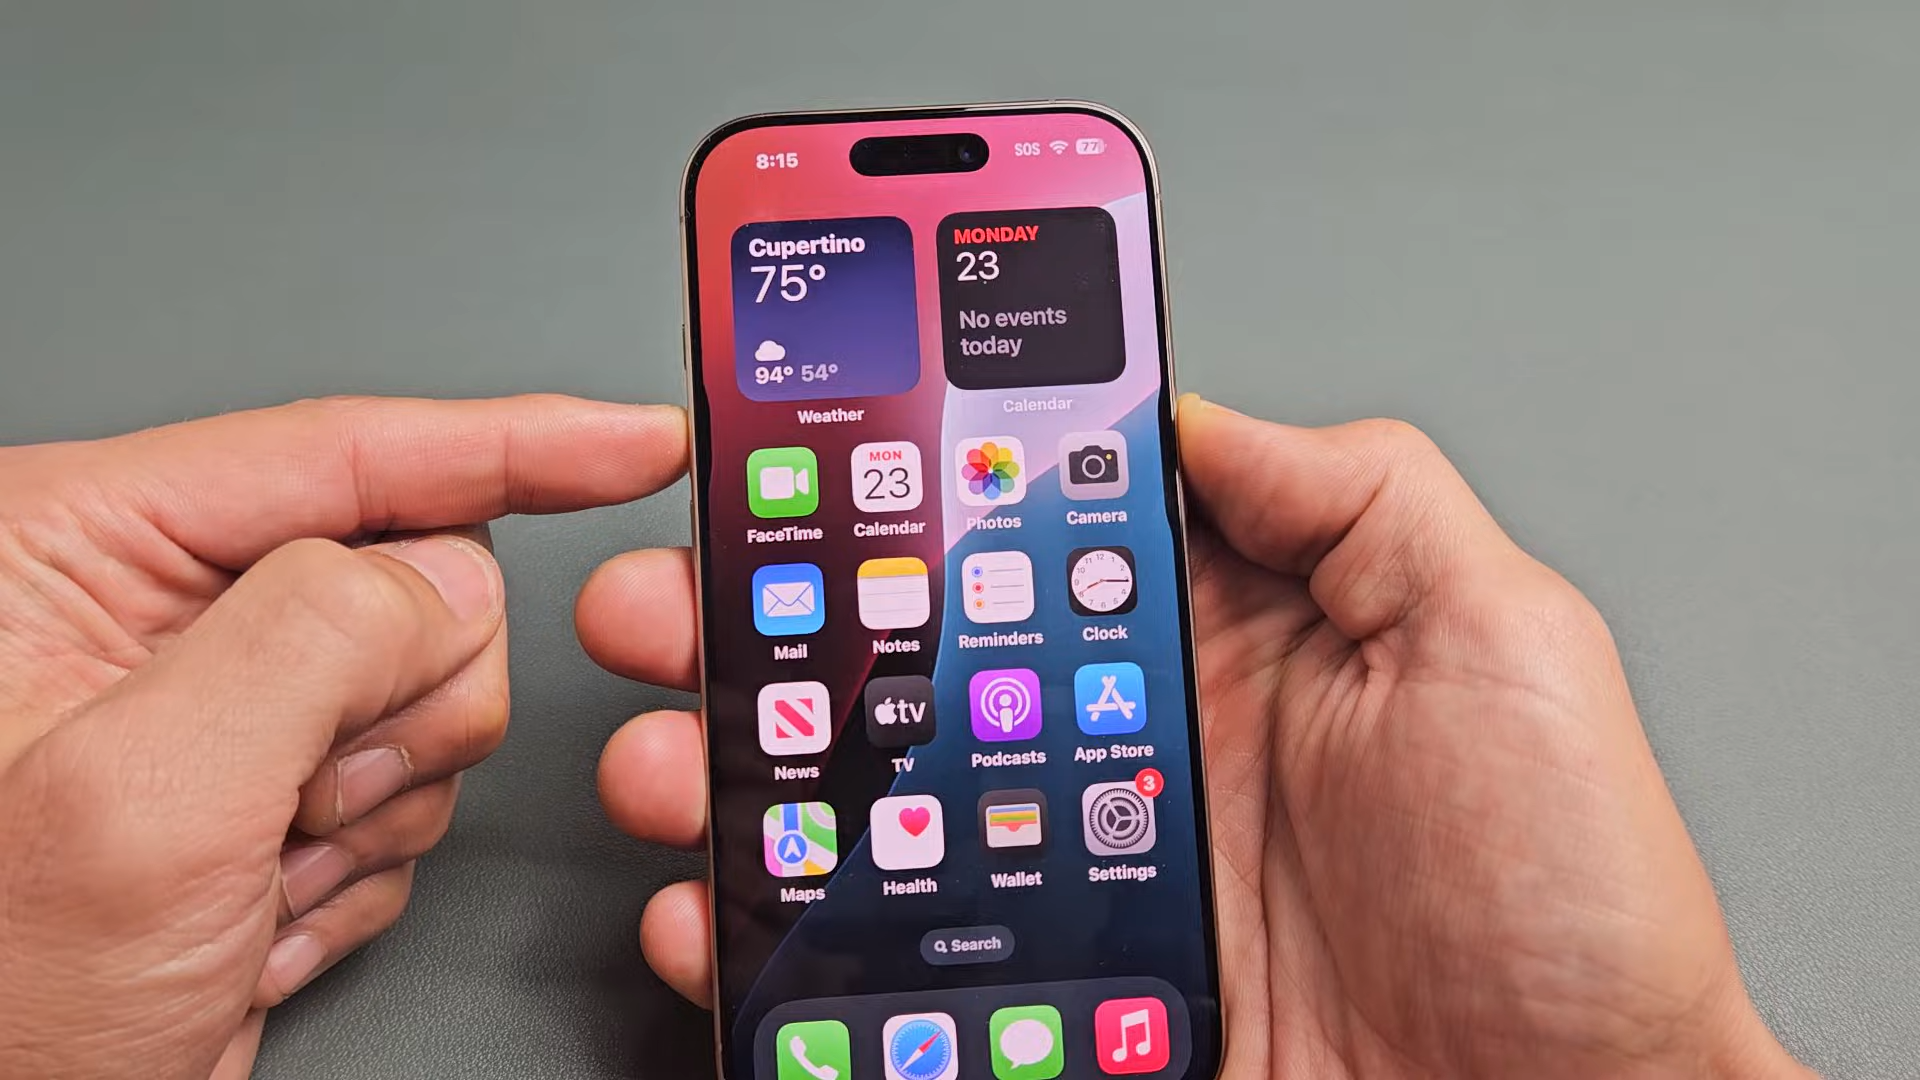 8:15
SOS 77
Cupertino
75°
94° 54°
Weather
MONDAY
23
No events
today
Calendar
FaceTime
MON
23
Calendar
Photos
Camera
Mail
Notes
Reminders
Clock
News
tv
TV
Podcasts
App Store
Maps
Health
Wallet
3
Settings
Search